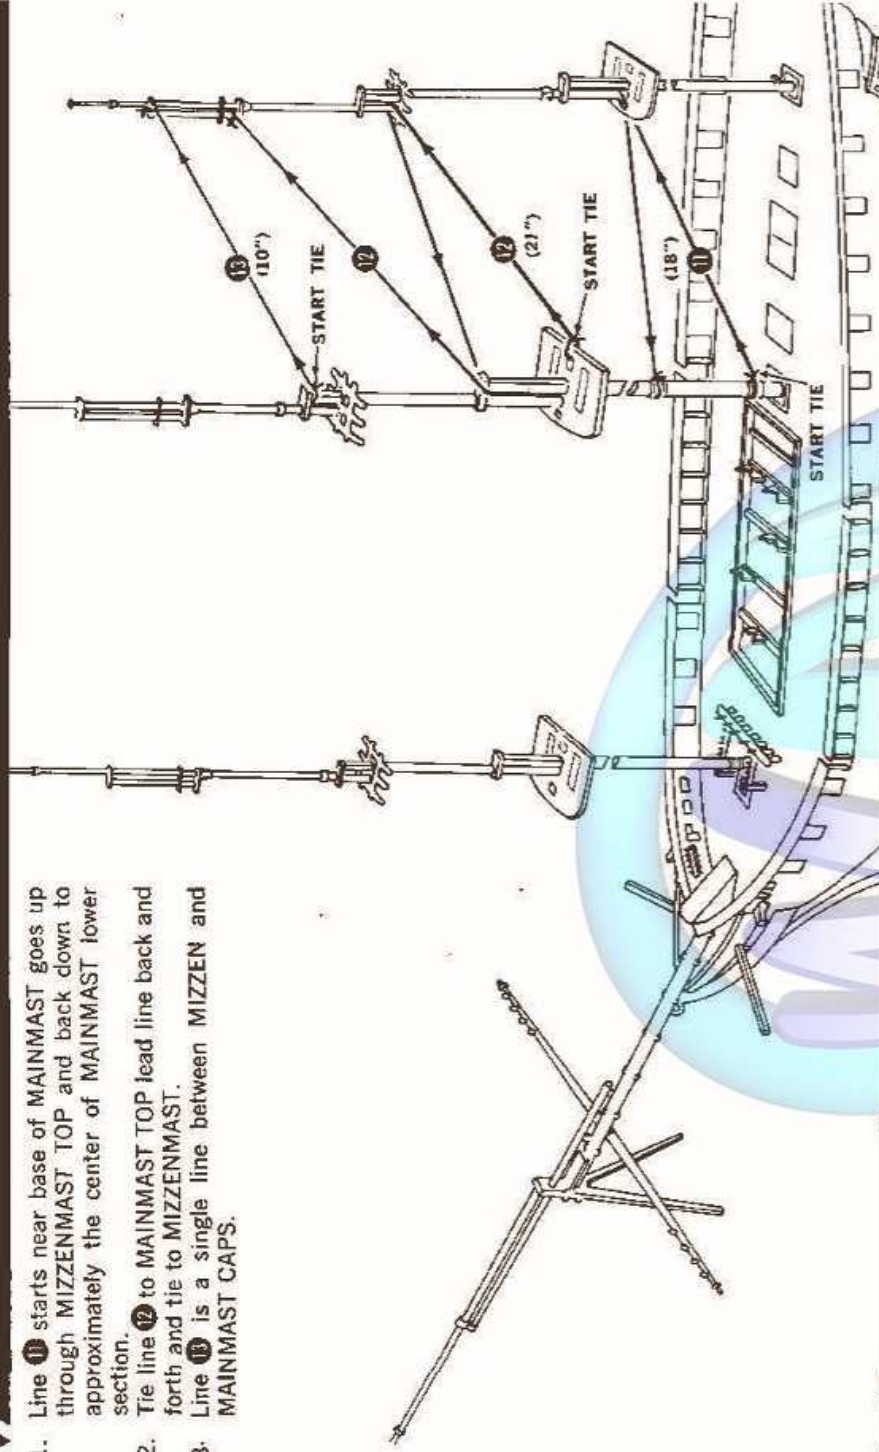 1. Line 11 starts near base of MAINMAST goes up
through MIZZENMAST TOP and back down to
approximately the center of MAINMAST lower
section.
2. Tie line 12 to MAINMAST TOP lead line back and
forth and tie to MIZZENMAST.
3. Line 13 is a single line between MIZZEN and
MAINMAST CAPS.
13
(10")
START TIE
12
12
(21")
START TIE
(18")
11
START TIE